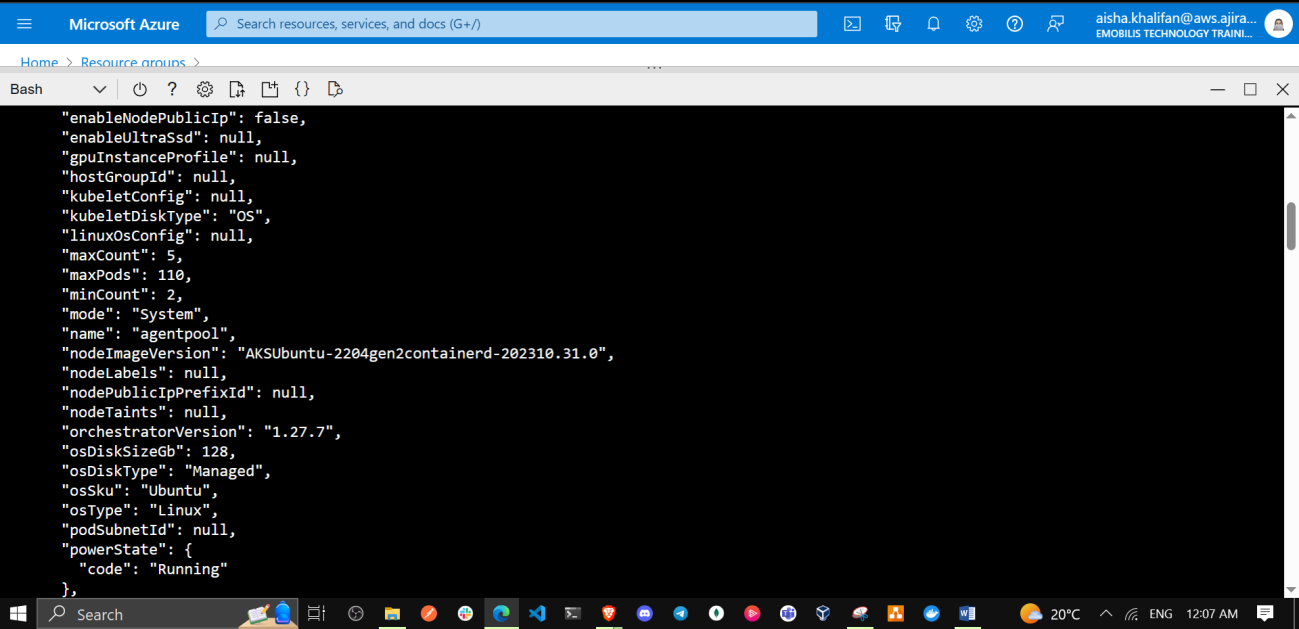 Microsoft Azure
Search resources, services, and docs (G+/)
aisha.khalifan@aws.ajira...
EMOBILIS TECHNOLOGY TRAINI...
Home > Resource groups >
Bash
"enableNodePublicIp": false,
"enableUltraSsd": null,
"gpuInstanceProfile": null,
"hostGroupId": null,
"kubeletConfig": null,
"kubeletDiskType": "OS",
"linuxOsConfig": null,
"maxCount": 5,
"maxPods": 110,
"minCount": 2,
"mode": "System",
"name": "agentpool",
"nodeImageVersion": "AKSUbuntu-2204gen2containerd-202310.31.0",
"nodeLabels": null,
"nodePublicIpPrefixId": null,
"nodeTaints": null,
"orchestratorVersion": "1.27.7",
"osDiskSizeGb": 128,
"osDiskType": "Managed",
"osSku": "Ubuntu",
"osType": "Linux",
"podSubnetId": null,
"powerState": {
"code": "Running"
},
Search
20°C
ENG
12:07 AM